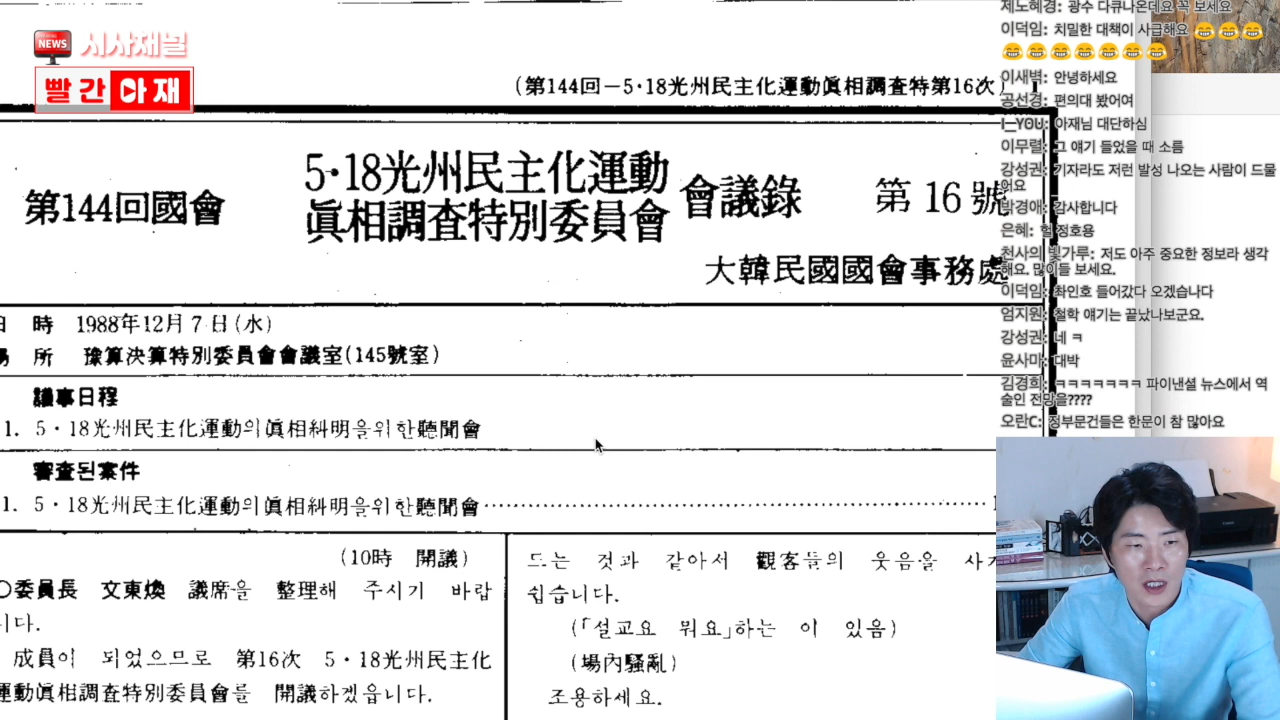 NEWS 시사채널
빨간아재
(第144回-5·18光州民主化運動眞相調査特第16次)
第144回國會
5·18光州民主化運動
眞相調査特別委員會
會議錄
第16號
大韓民國國會事務處
日 時 1988年12月7日(水)
場 所 豫算決算特別委員會會議室(145號室)
議事日程
1. 5·18光州民主化運動의眞相糾明을위한聽聞會
審査된案件
1. 5·18光州民主化運動의眞相糾明을위한聽聞會
(10時 開議)
○委員長 文東煥 議席을 整理해 주시기 바랍
니다.
成員이 되었으므로 第16次 5·18光州民主化
運動眞相調査特別委員會를 開議하겠읍니다.
드는 것과 같아서 觀客들의 웃음을 사기
쉽습니다.
(「설교요 뭐요」하는 이 있음)
(場內騷亂)
조용하세요.
제노혜경: 광수 다큐나온데요 꼭 보세요
이덕임: 치밀한 대책이 시급해요 😂😂😂
😂😂😂😂😂😂😂
이새벽: 안녕하세요
공선경: 편의대 봤어여
I_YOU: 아재님 대단하심
이무렬: 그 얘기 들었을 때 소름
강성권: 기자라도 저런 발성 나오는 사람이 드물
어요
박경애: 감사합니다
은혜: 헐 정호용
천사의 빛가루: 저도 아주 중요한 정보라 생각
해요. 많이들 보세요.
이덕임: 촤인호 들어갔다 오겠습니다
엄지원: 철학 얘기는 끝났나보군요.
강성권: 네 ㅋ
윤사마: 대박
김경희: ㅋㅋㅋㅋㅋㅋㅋ 파이낸셜 뉴스에서 역
술인 전망을????
오란C: 정부문건들은 한문이 참 많아요